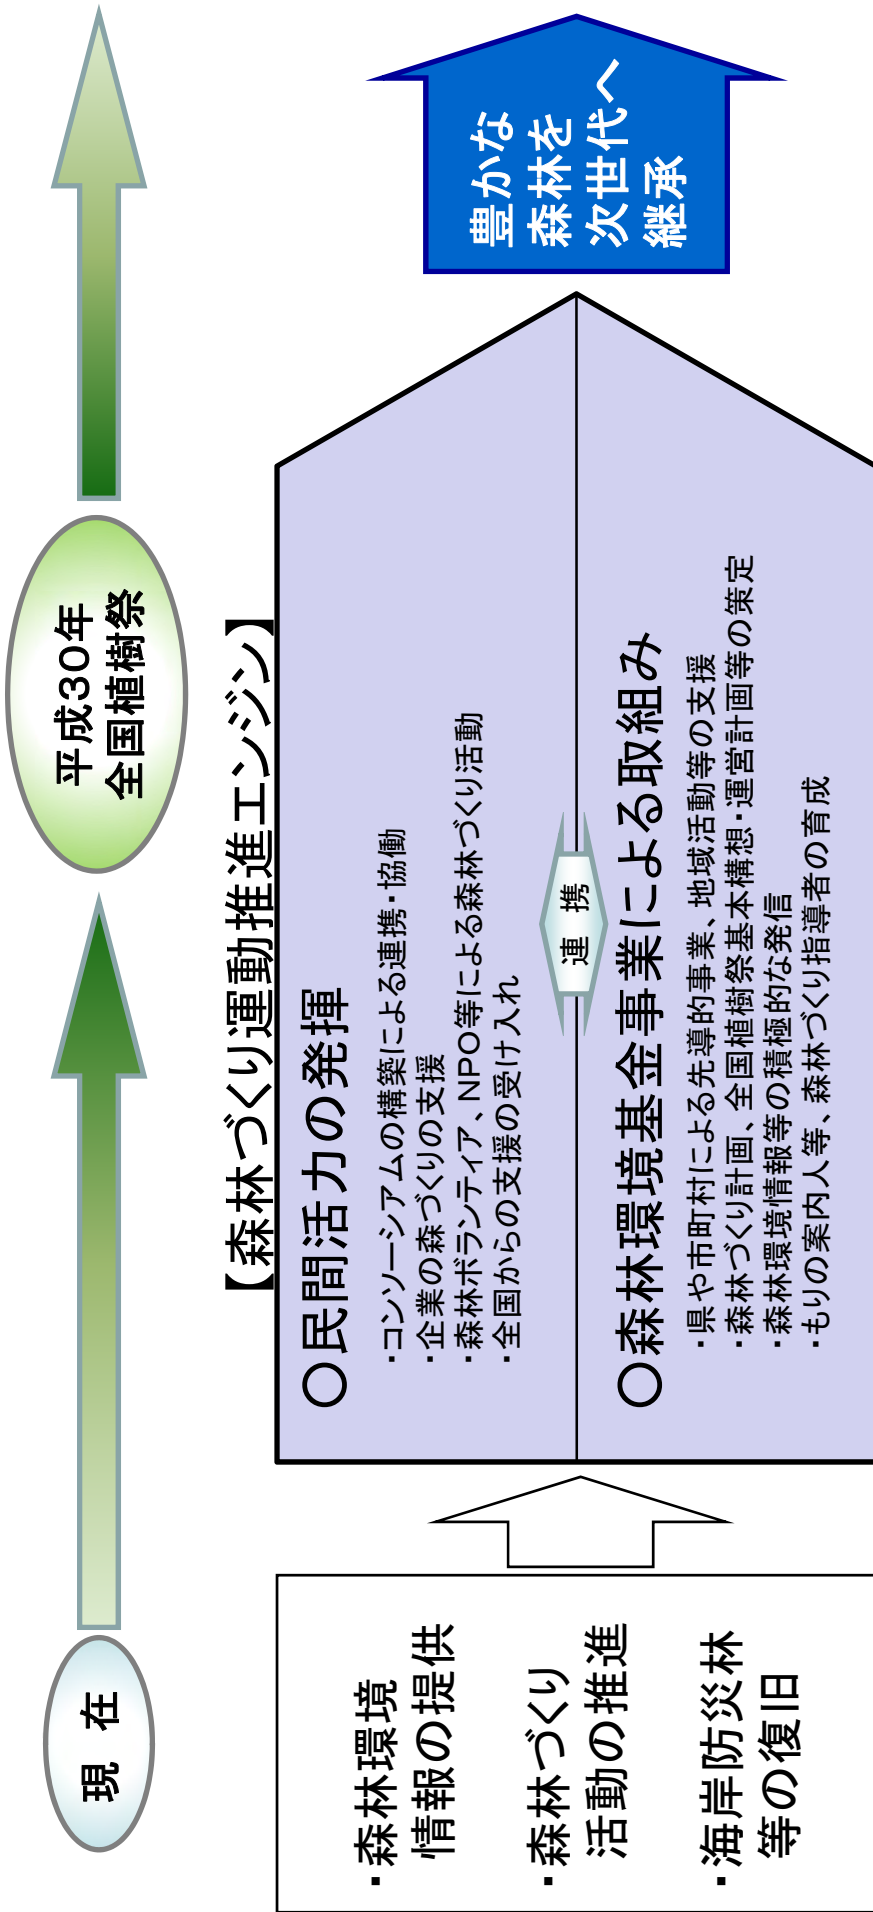 現　在
平成30年
全国植樹祭
【森林づくり運動推進エンジン】
・森林環境
情報の提供
・森林づくり
活動の推進
・海岸防災林
等の復旧
〇民間活力の発揮
・コンソーシアムの構築による連携・協働
・企業の森づくりの支援
・森林ボランティア、NPO等による森林づくり活動
・全国からの支援の受け入れ
連　携
〇森林環境基金事業による取組み
・県や市町村による先導的事業、地域活動等の支援
・森林づくり計画、全国植樹祭基本構想・運営計画等の策定
・森林環境情報等の積極的な発信
・もりの案内人等、森林づくり指導者の育成
豊かな
森林を
次世代へ
継承